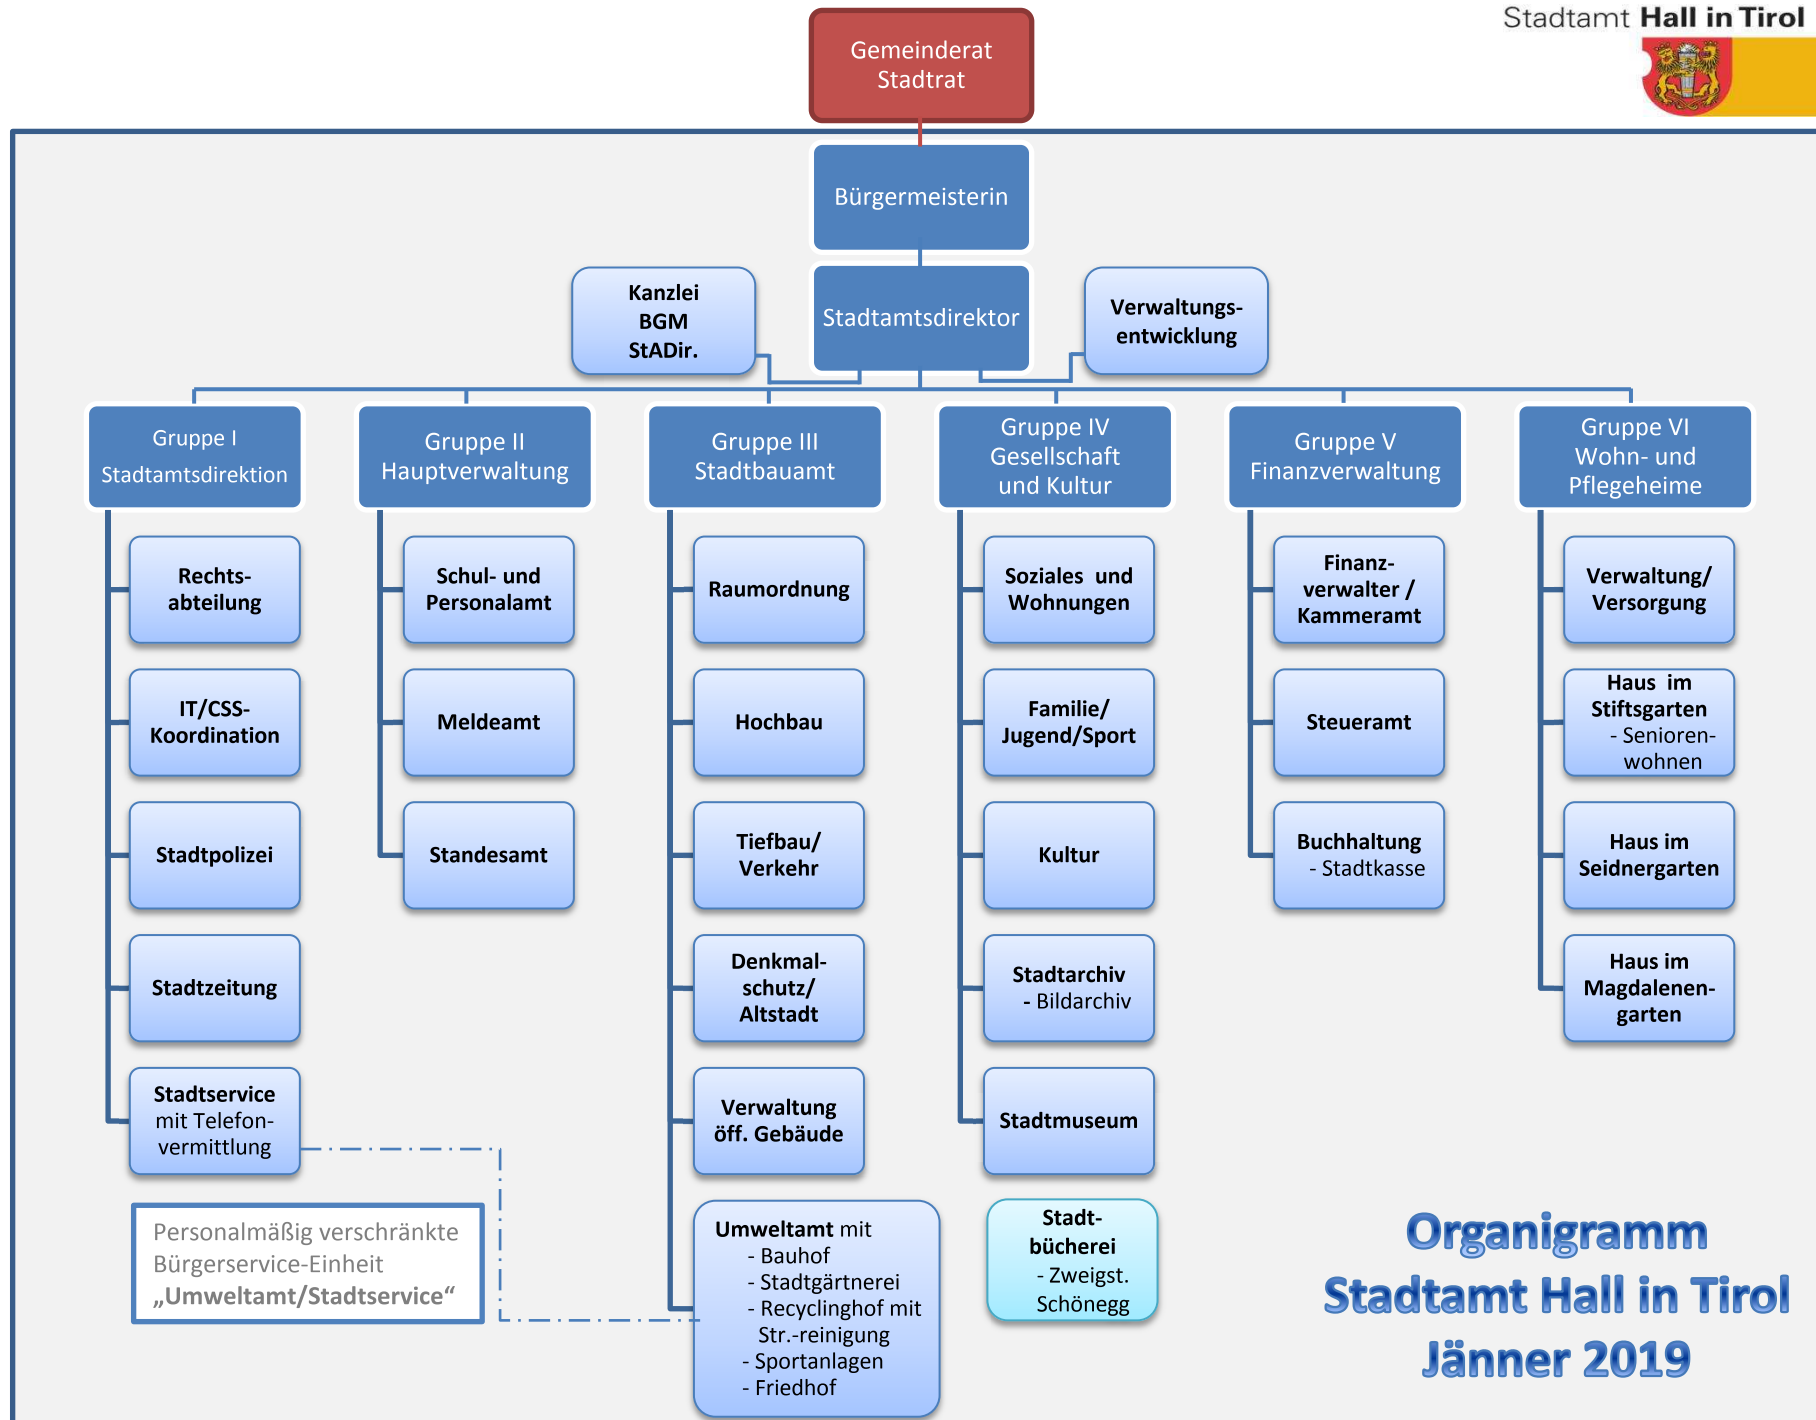 Stadtamt Hall in Tirol
Gemeinderat
Stadtrat
Bürgermeisterin
Kanzlei
BGM
StADir.
Stadtamtsdirektor
Verwaltungs-
entwicklung
Gruppe I
Stadtamtsdirektion
Gruppe II
Hauptverwaltung
Gruppe III
Stadtbauamt
Gruppe IV
Gesellschaft
und Kultur
Gruppe V
Finanzverwaltung
Gruppe VI
Wohn- und
Pflegeheime
Rechts-
abteilung
IT/CSS-
Koordination
Stadtpolizei
Stadtzeitung
Stadtservice
mit Telefon-
vermittlung
Schul- und
Personalamt
Meldeamt
Standesamt
Raumordnung
Hochbau
Tiefbau/
Verkehr
Denkmal-
schutz/
Altstadt
Verwaltung
öff. Gebäude
Umweltamt mit
- Bauhof
- Stadtgärtnerei
- Recyclinghof mit
Str.-reinigung
- Sportanlagen
- Friedhof
Soziales und
Wohnungen
Familie/
Jugend/Sport
Kultur
Stadtarchiv
- Bildarchiv
Stadtmuseum
Stadt-
bücherei
- Zweigst.
Schönegg
Finanz-
verwalter /
Kammeramt
Steueramt
Buchhaltung
- Stadtkasse
Verwaltung/
Versorgung
Haus im
Stiftsgarten
- Senioren-
wohnen
Haus im
Seidnergarten
Haus im
Magdalenen-
garten
Personalmäßig verschränkte
Bürgerservice-Einheit
„Umweltamt/Stadtservice“
Organigramm
Stadtamt Hall in Tirol
Jänner 2019